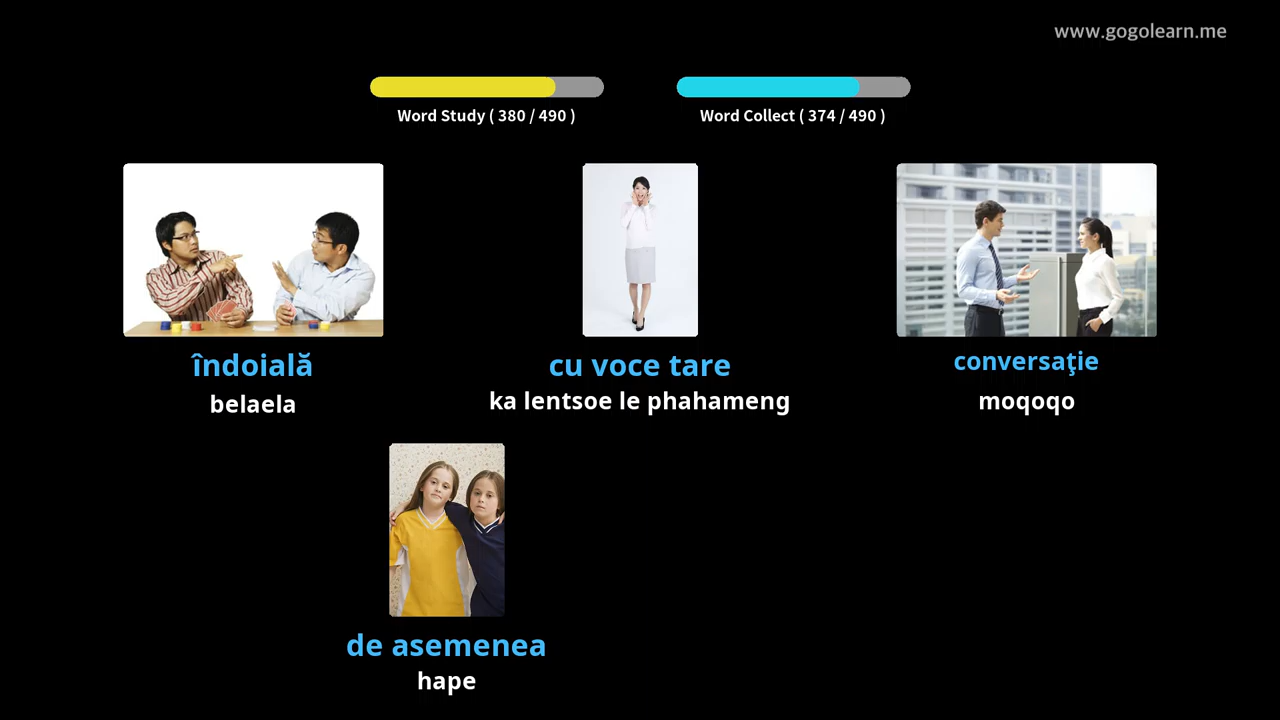 www.gogolearn.me
Word Study ( 380 / 490 )
Word Collect ( 374 / 490 )
îndoială
belaela
cu voce tare
ka lentsoe le phahameng
conversaţie
moqoqo
de asemenea
hape